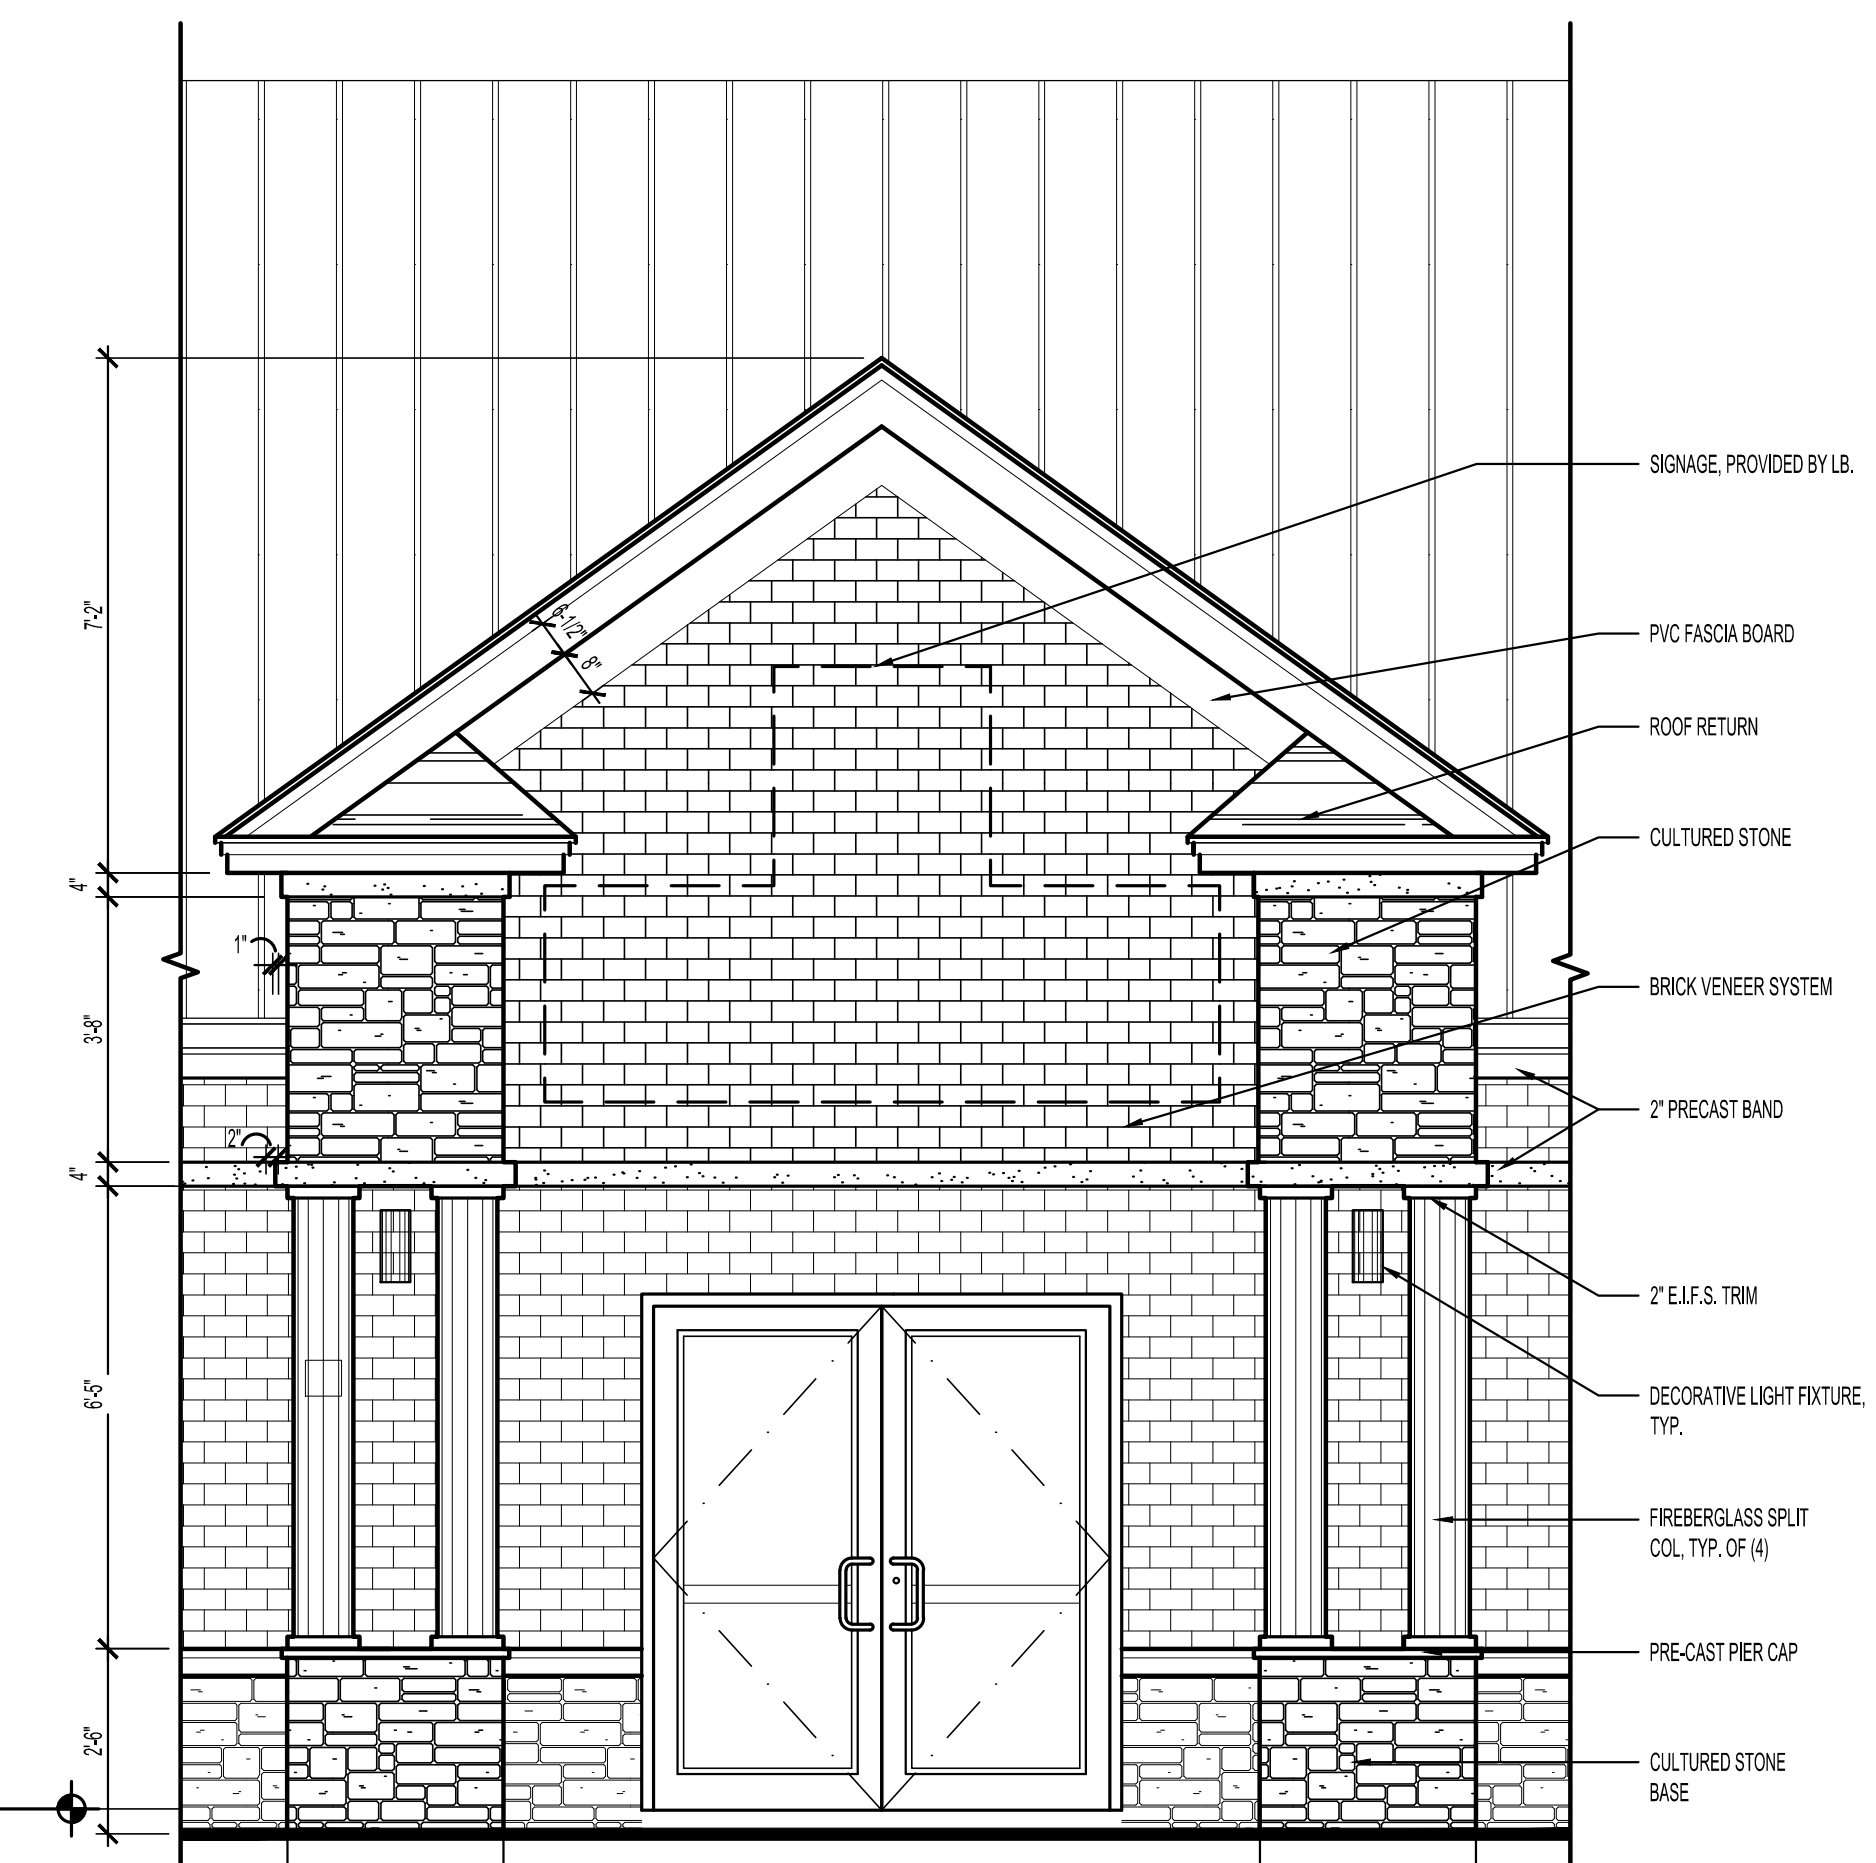 SIGNAGE, PROVIDED BY LB.
PVC FASCIA BOARD
ROOF RETURN
CULTURED STONE
BRICK VENEER SYSTEM
2" PRECAST BAND
2" E.I.F.S. TRIM
DECORATIVE LIGHT FIXTURE,
TYP.
FIREBERGLASS SPLIT
COL, TYP. OF (4)
PRE-CAST PIER CAP
CULTURED STONE
BASE
7'-2"
6-1/2"
8"
4"
1"
3'-8"
2"
4"
6'-5"
2'-6"